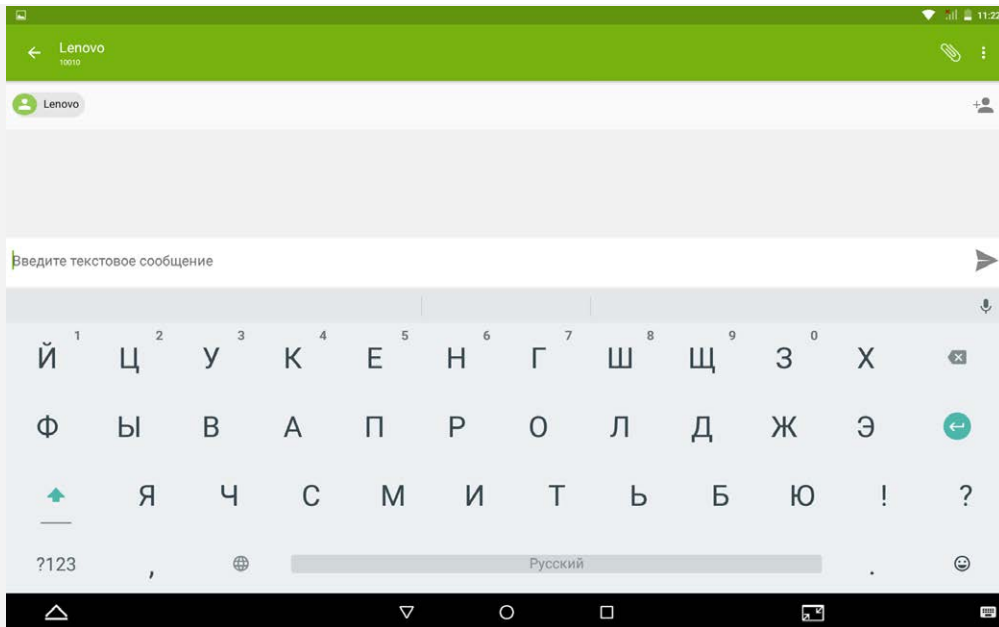 11:22
Lenovo
10010
Lenovo
Введите текстовое сообщение
1 2 3 4 5 6 7 8 9 0
Й Ц У К Е Н Г Ш Щ З Х
Ф Ы В А П Р О Л Д Ж Э
Я Ч С М И Т Ь Б Ю ! ?
?123 , Русский .